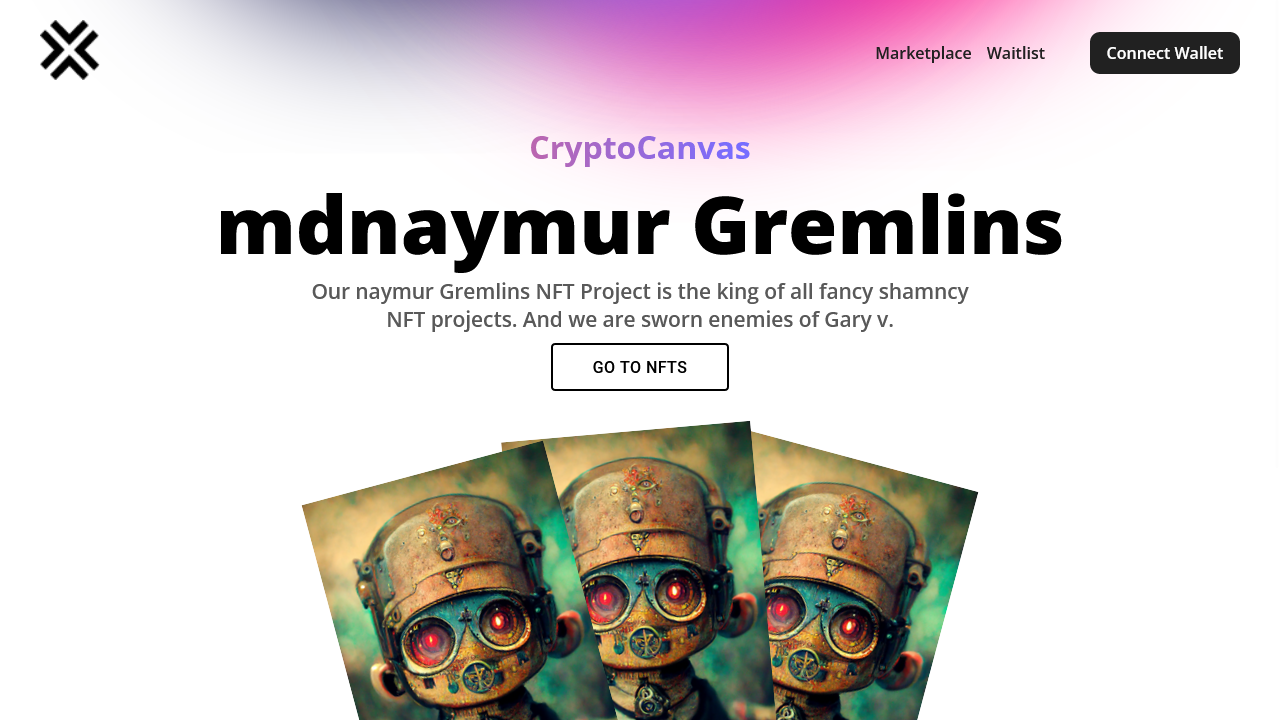 Marketplace Waitlist Connect Wallet
CryptoCanvas
mdnaymur Gremlins
Our naymur Gremlins NFT Project is the king of all fancy shamncy
NFT projects. And we are sworn enemies of Gary v.
GO TO NFTS